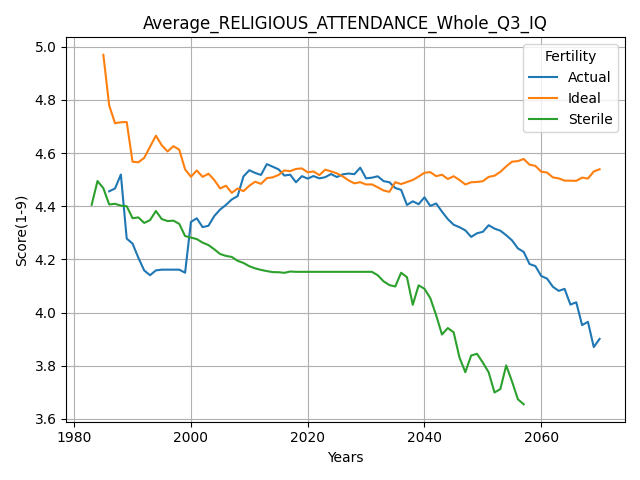 Average_RELIGIOUS_ATTENDANCE_Whole_Q3_IQ
Score(1-9)
5.0
4.8
4.6
4.4
4.2
4.0
3.8
3.6
Fertility
Actual
Ideal
Sterile
1980
2000
2020
2040
2060
Years